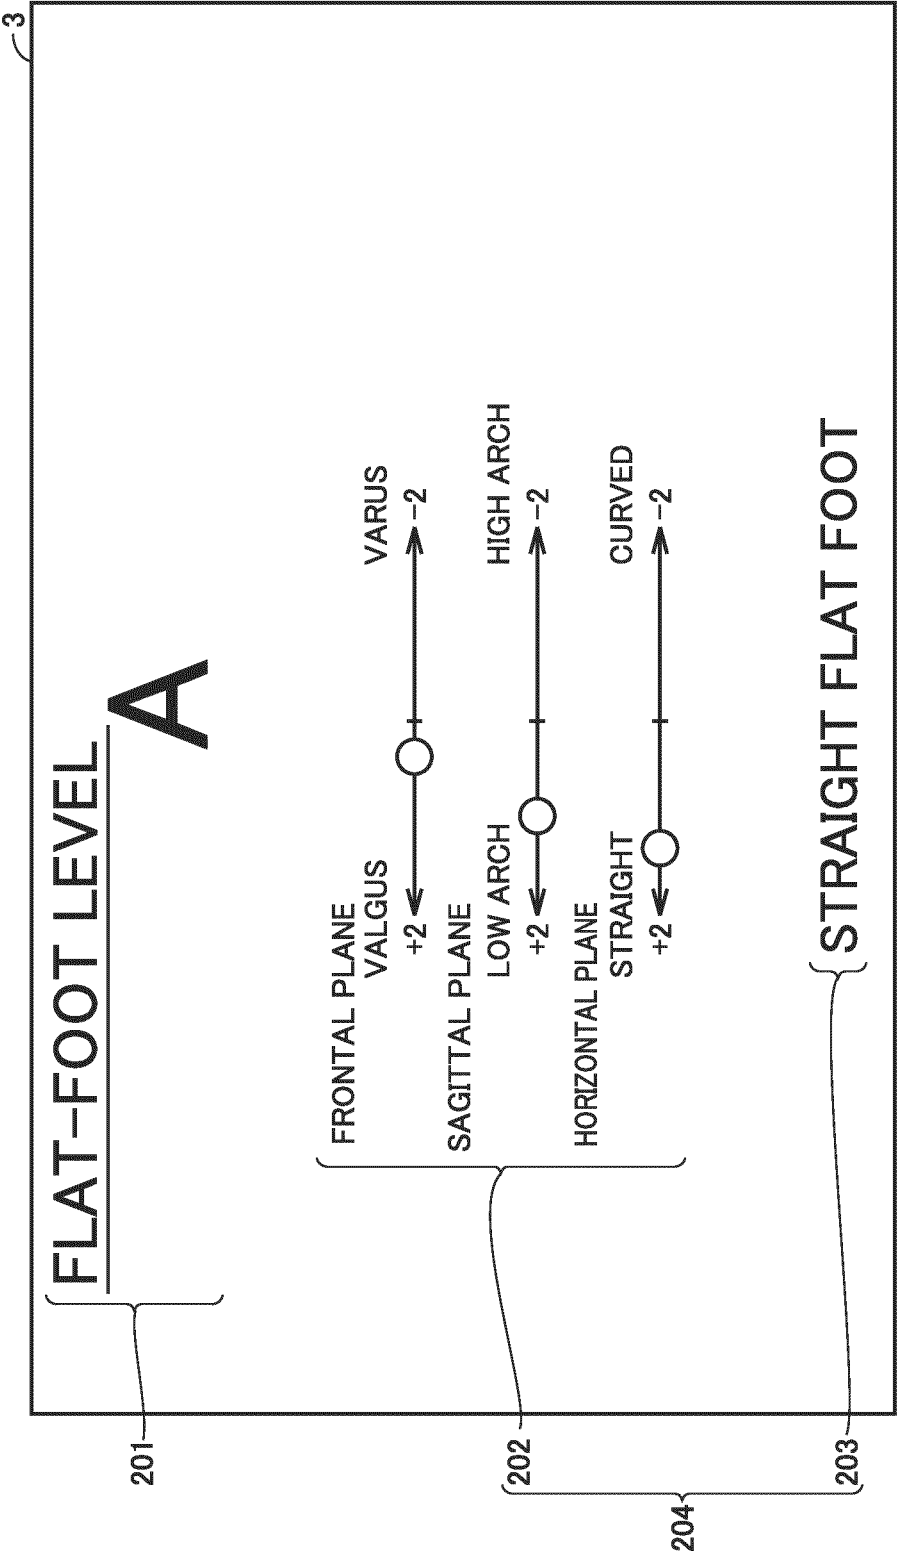 3
FLAT-FOOT LEVEL
A
201
FRONTAL PLANE
VALGUS VARUS
+2 -2
SAGITTAL PLANE
LOW ARCH HIGH ARCH
+2 -2
HORIZONTAL PLANE
STRAIGHT CURVED
+2 -2
202
STRAIGHT FLAT FOOT
203
204